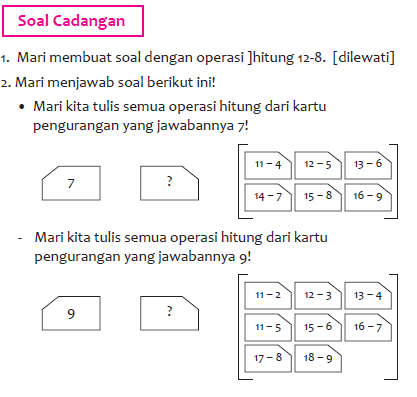 Soal Cadangan
1. Mari membuat soal dengan operasi ]hitung 12-8. [dilewati]
2. Mari menjawab soal berikut ini!
• Mari kita tulis semua operasi hitung dari kartu
pengurangan yang jawabannya 7!
7 ?
11 – 4 12 – 5 13 – 6
14 – 7 15 – 8 16 – 9
- Mari kita tulis semua operasi hitung dari kartu
pengurangan yang jawabannya 9!
9 ?
11 – 2 12 – 3 13 – 4
11 – 5 15 – 6 16 – 7
17 – 8 18 – 9